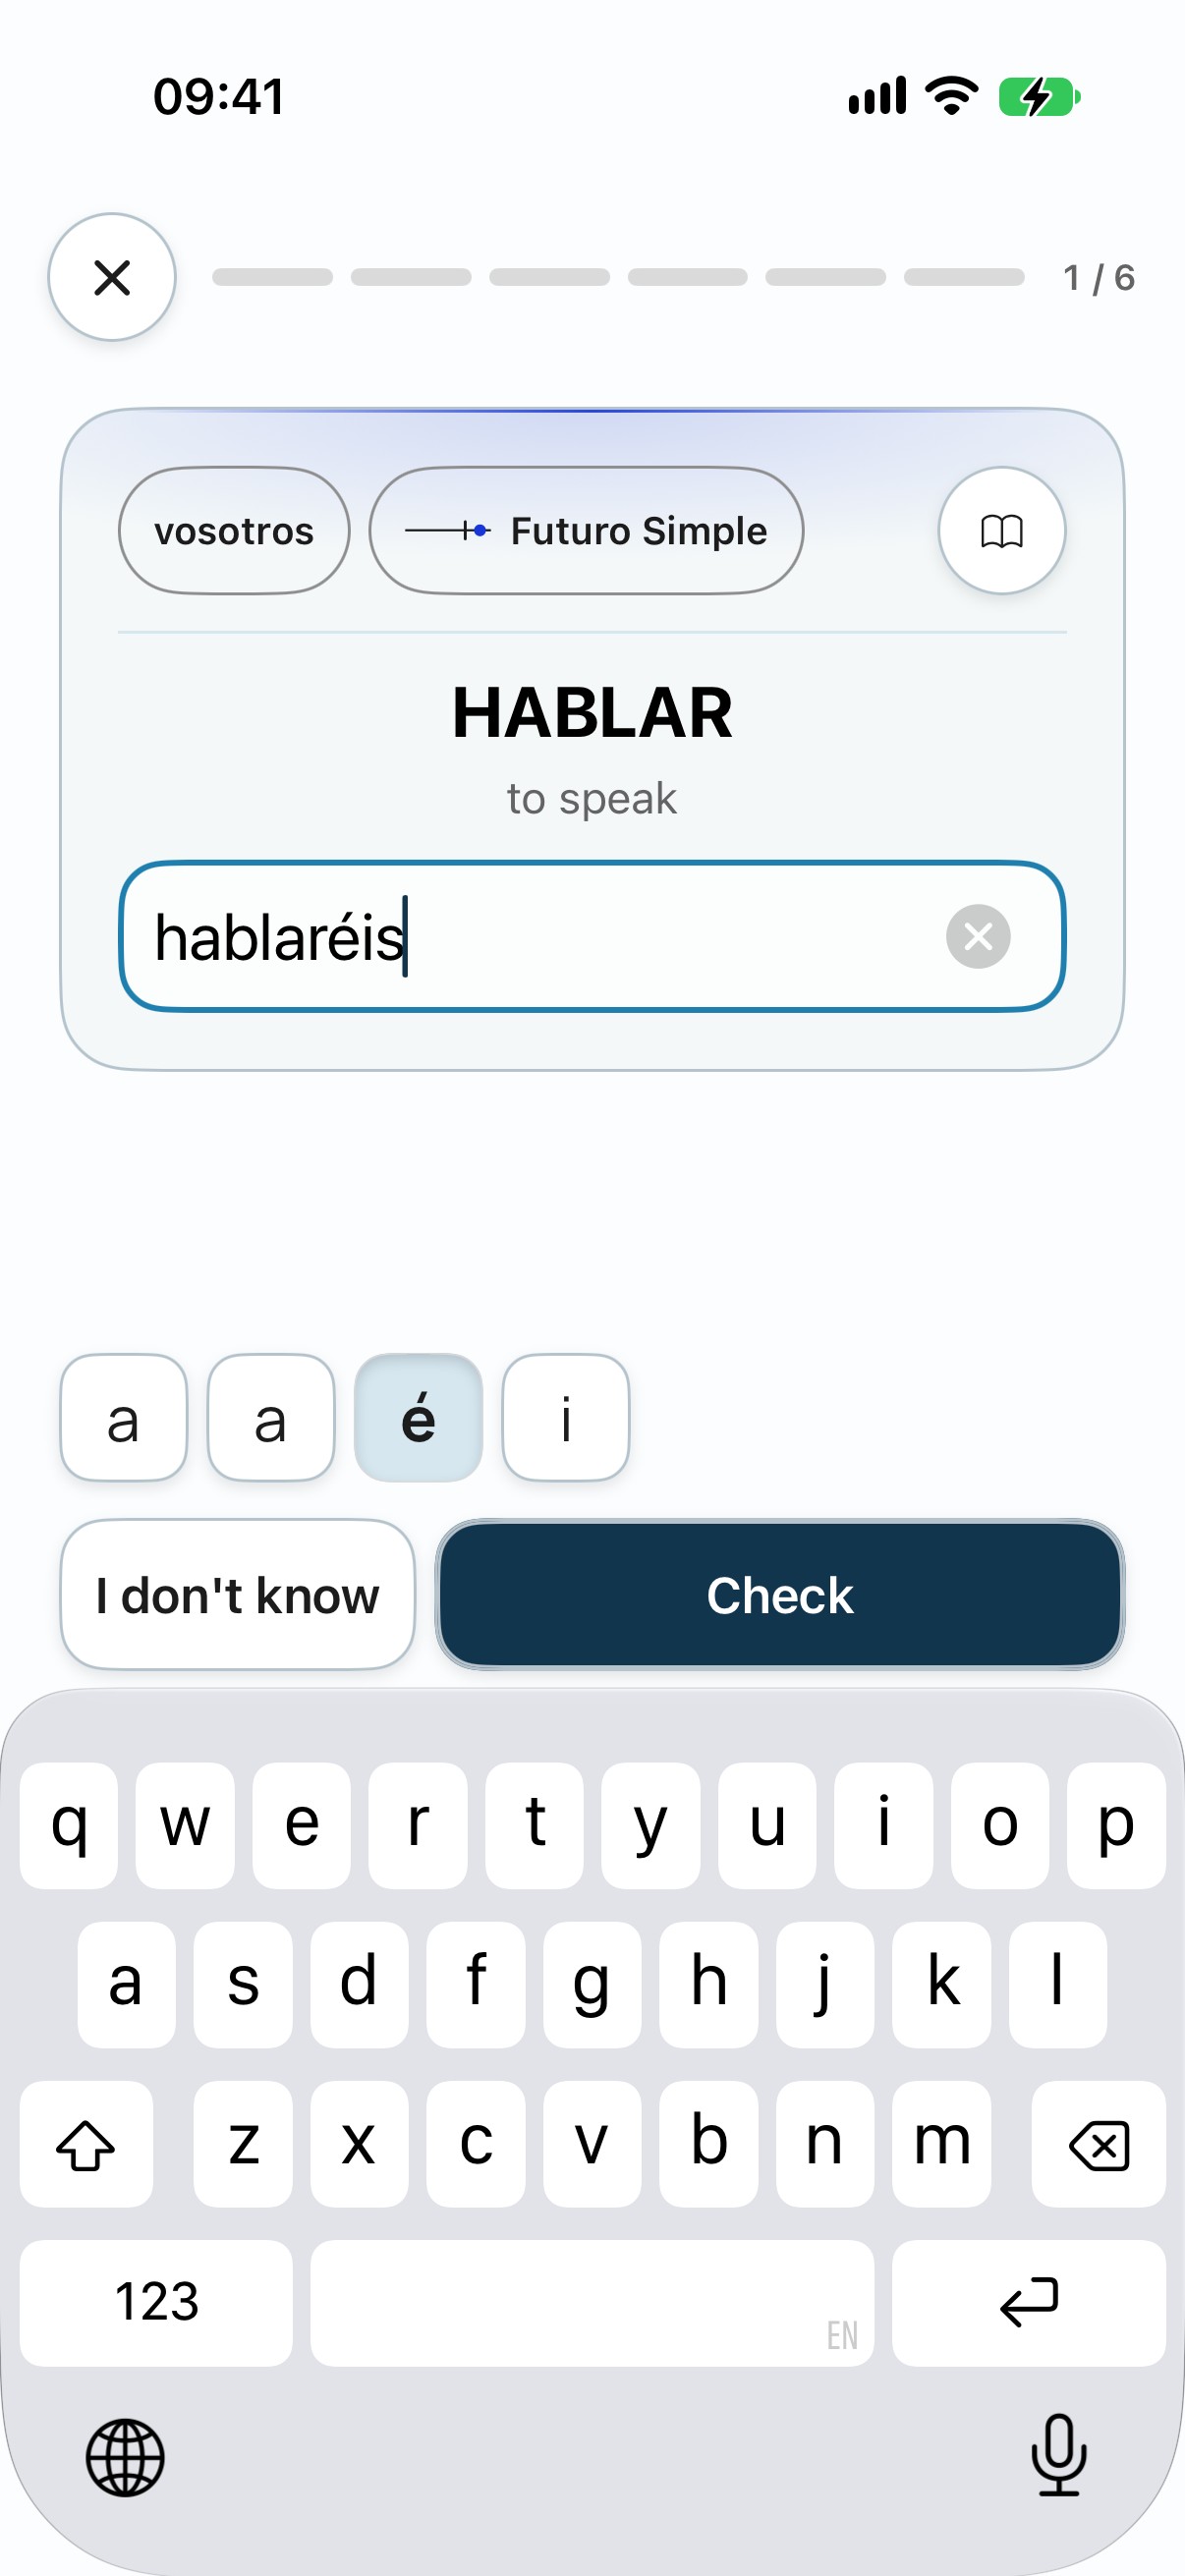 09:41
1 / 6
vosotros
Futuro Simple
HABLAR
to speak
hablaréis
a a é i
I don't know
Check
q w e r t y u i o p
a s d f g h j k l
z x c v b n m
123
EN